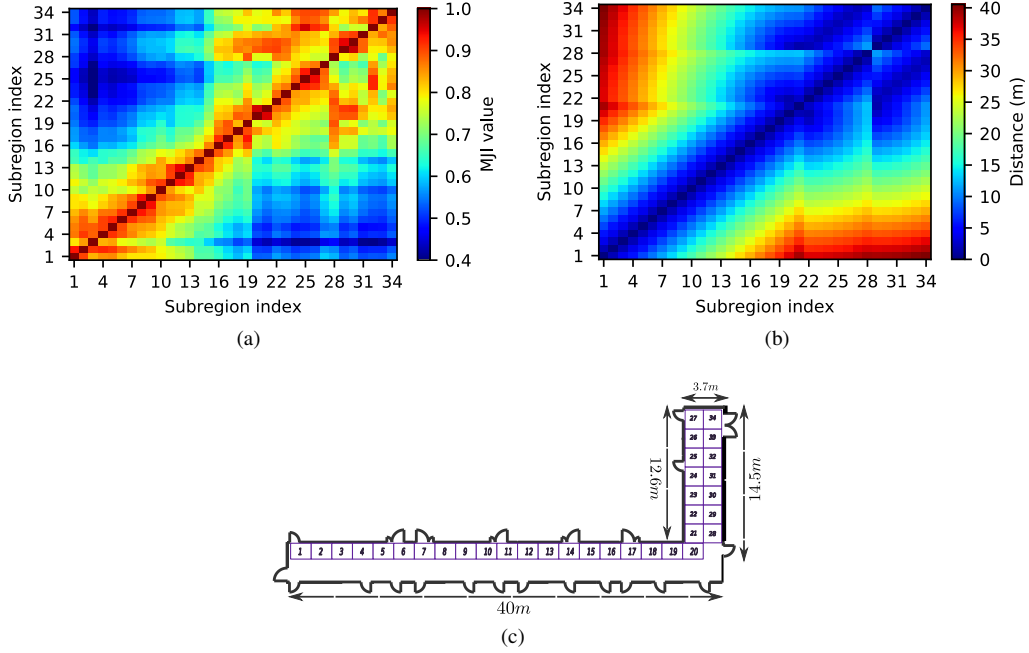 34
31
28
25
22
19
16
13
10
7
4
1
Subregion index
1 4 7 10 13 16 19 22 25 28 31 34
Subregion index
1.0
0.9
0.8
0.7
0.6
0.5
0.4
MJI value
(a)
34
31
28
25
22
19
16
13
10
7
4
1
Subregion index
1 4 7 10 13 16 19 22 25 28 31 34
Subregion index
40
35
30
25
20
15
10
5
0
Distance (m)
(b)
3.7m
27 34
26 33
25 32
24 31
23 30
22 29
21 28
12.6m
14.5m
1 2 3 4 5 6 7 8 9 10 11 12 13 14 15 16 17 18 19 20
40m
(c)